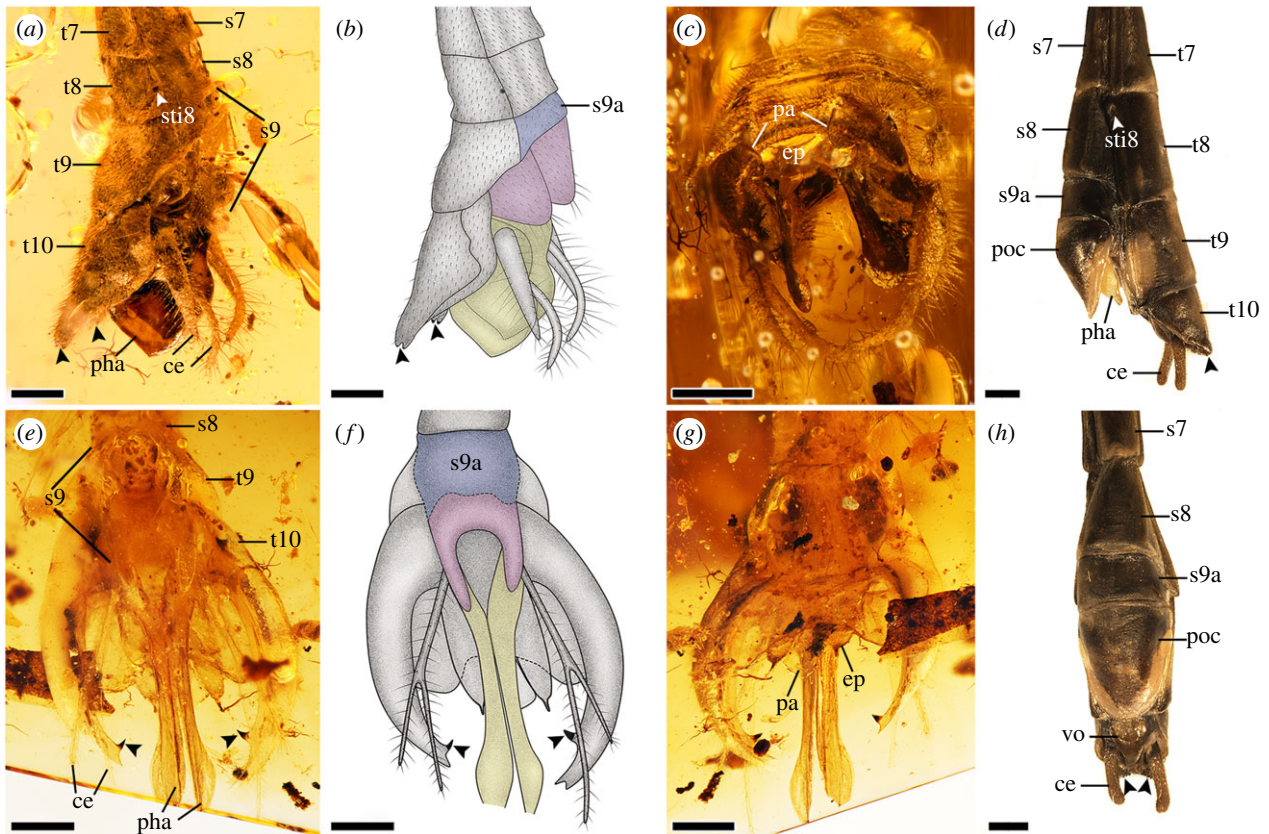 (a)
t7
s7
s8
t8
sti8
s9
t9
t10
pha
ce
(b)
s9a
(c)
pa
ep
(d)
s7
t7
s8
sti8
t8
s9a
poc
t9
t10
pha
ce
(e)
s8
s9
t9
t10
ce
pha
(f)
s9a
(g)
pa
ep
(h)
s7
s8
s9a
poc
vo
ce